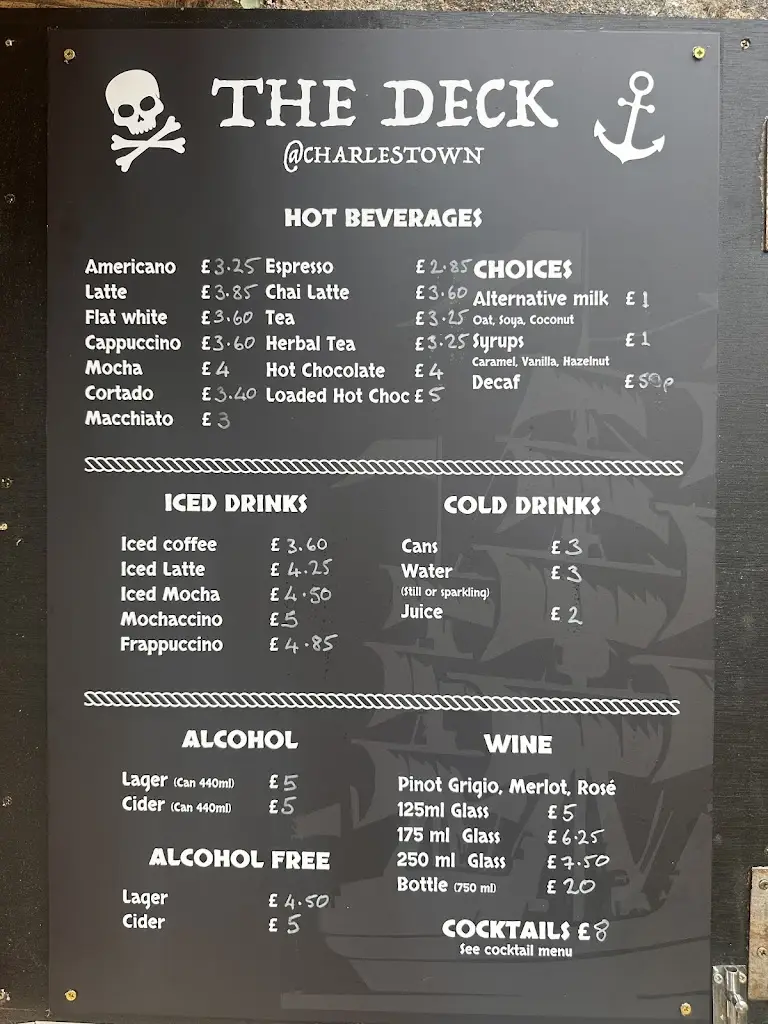 THE DECK
@CHARLESTOWN
HOT BEVERAGES
Americano £3.25
Latte £3.85
Flat white £3.60
Cappuccino £3.60
Mocha £4
Cortado £3.40
Macchiato £3
Espresso £2.85
Chai Latte £3.60
Tea £3.25
Herbal Tea £3.25
Hot Chocolate £4
Loaded Hot Choc £5
CHOICES
Alternative milk £1
Oat, Soya, Coconut
Syrups £1
Caramel, Vanilla, Hazelnut
Decaf £50p
ICED DRINKS
Iced coffee £3.60
Iced Latte £4.25
Iced Mocha £4.50
Mochaccino £5
Frappuccino £4.85
COLD DRINKS
Cans £3
Water £3
(Still or sparkling)
Juice £2
ALCOHOL
Lager (Can 440ml) £5
Cider (Can 440ml) £5
ALCOHOL FREE
Lager £4.50
Cider £5
WINE
Pinot Grigio, Merlot, Rosé
125ml Glass £5
175 ml Glass £6.25
250 ml Glass £7.50
Bottle (750 ml) £20
COCKTAILS £8
See cocktail menu